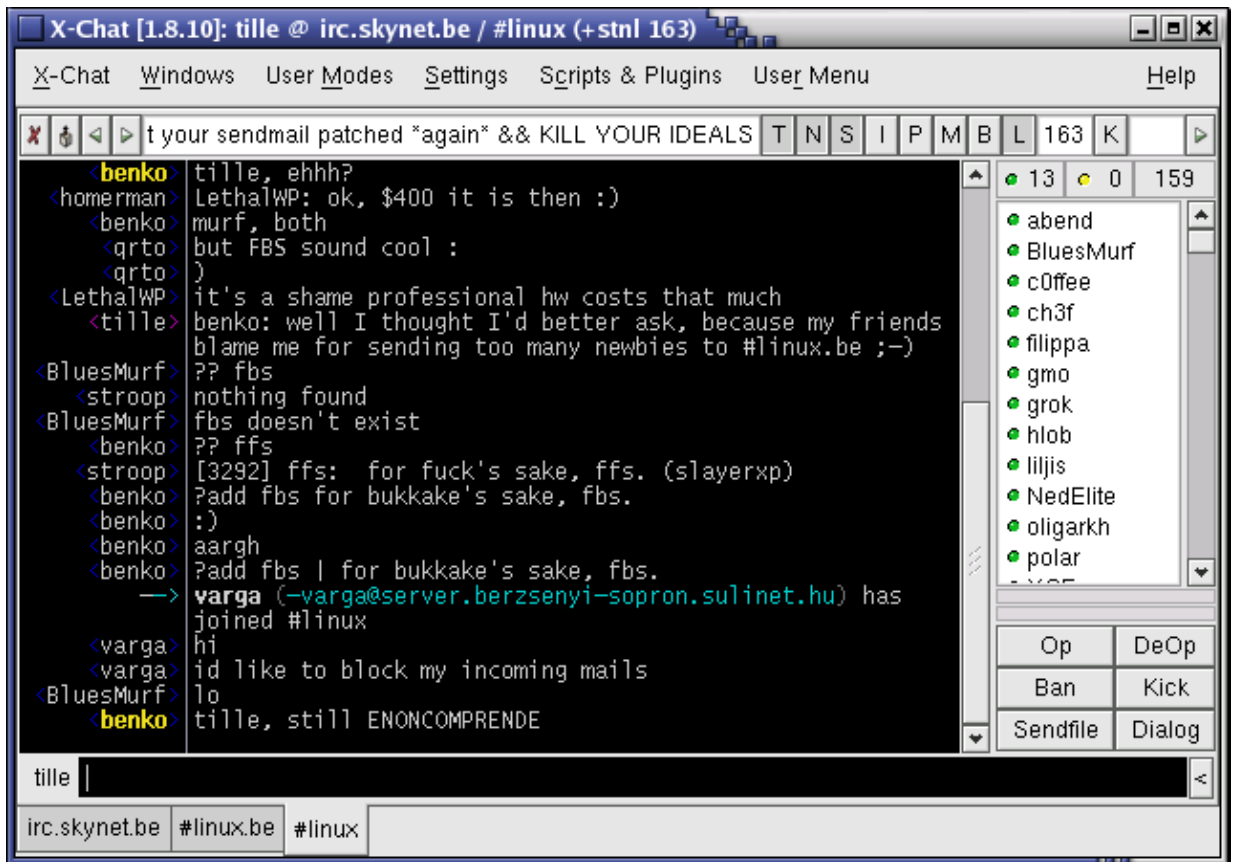 X-Chat [1.8.10]: tille @ irc.skynet.be / #linux (+stnl 163)
X-Chat Windows User Modes Settings Scripts & Plugins User Menu Help
t your sendmail patched *again* && KILL YOUR IDEALS T N S I P M B L 163 K
<benko> tille, ehhh?
<homerman> LethalWP: ok, $400 it is then :)
<benko> murf, both
<qrto> but FBS sound cool :
<qrto> )
<LethalWP> it's a shame professional hw costs that much
<tille> benko: well I thought I'd better ask, because my friends
blame me for sending too many newbies to #linux.be ;-)
<BluesMurf> ?? fbs
<stroop> nothing found
<BluesMurf> fbs doesn't exist
<benko> ?? ffs
<stroop> [3292] ffs: for fuck's sake, ffs. (slayerxp)
<benko> ?add fbs for bukkake's sake, fbs.
<benko> :)
<benko> aargh
<benko> ?add fbs | for bukkake's sake, fbs.
--> varga (~varga@server.berzsenyi-sopron.sulinet.hu) has
joined #linux
<varga> hi
<varga> id like to block my incoming mails
<BluesMurf> lo
<benko> tille, still ENONCOMPRENDE
13 0 159
abend
BluesMurf
c0ffee
ch3f
filippa
gmo
grok
hlob
liljis
NedElite
oligarkh
polar
Op DeOp
Ban Kick
Sendfile Dialog
tille
<
irc.skynet.be #linux.be #linux